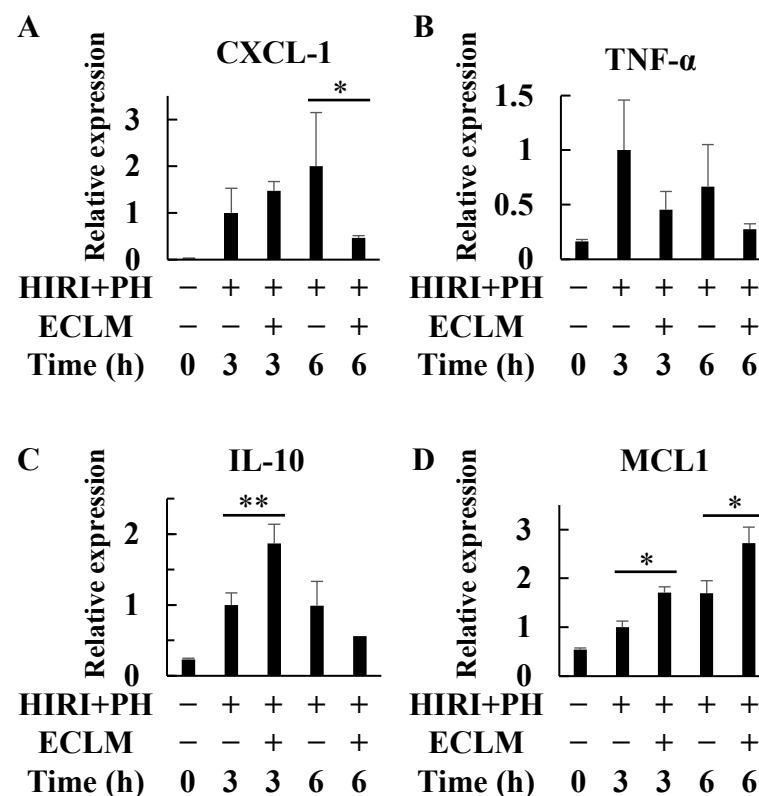 A
CXCL-1
Relative expression
3
2
1
0
*
HIRI+PH − + + + +
ECLM − − + − +
Time (h) 0 3 3 6 6
B
TNF-α
Relative expression
1.5
1
0.5
0
HIRI+PH − + + + +
ECLM − − + − +
Time (h) 0 3 3 6 6
C
IL-10
Relative expression
2
1
0
**
HIRI+PH − + + + +
ECLM − − + − +
Time (h) 0 3 3 6 6
D
MCL1
Relative expression
3
2
1
0
*
*
HIRI+PH − + + + +
ECLM − − + − +
Time (h) 0 3 3 6 6